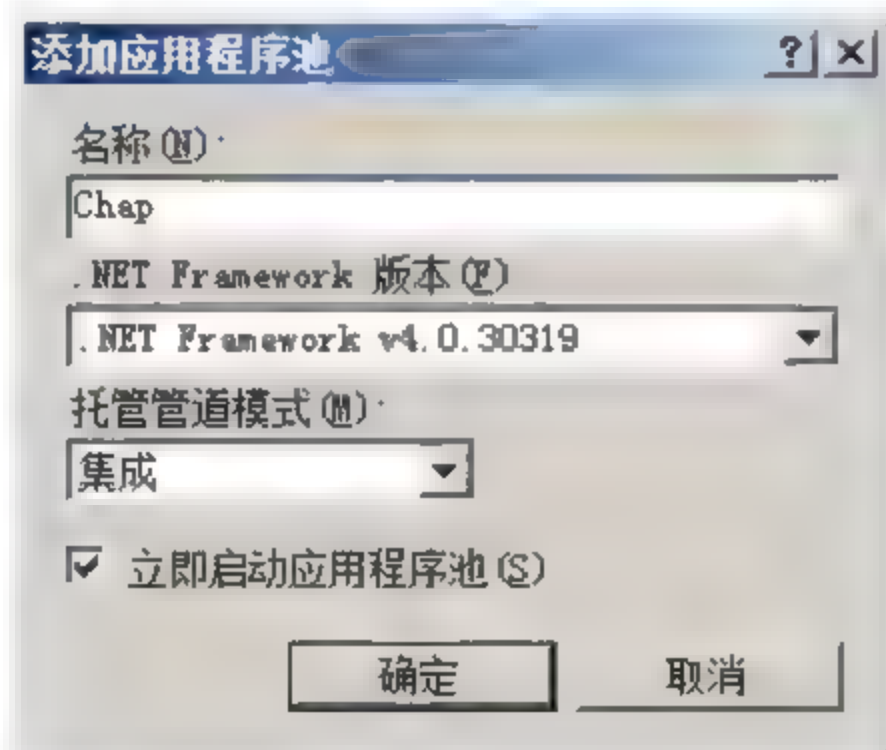 添加应用程序池
名称(N):
Chap
.NET Framework 版本(F)
.NET Framework v4.0.30319
托管管道模式(M):
集成
立即启动应用程序池(S)
确定 取消